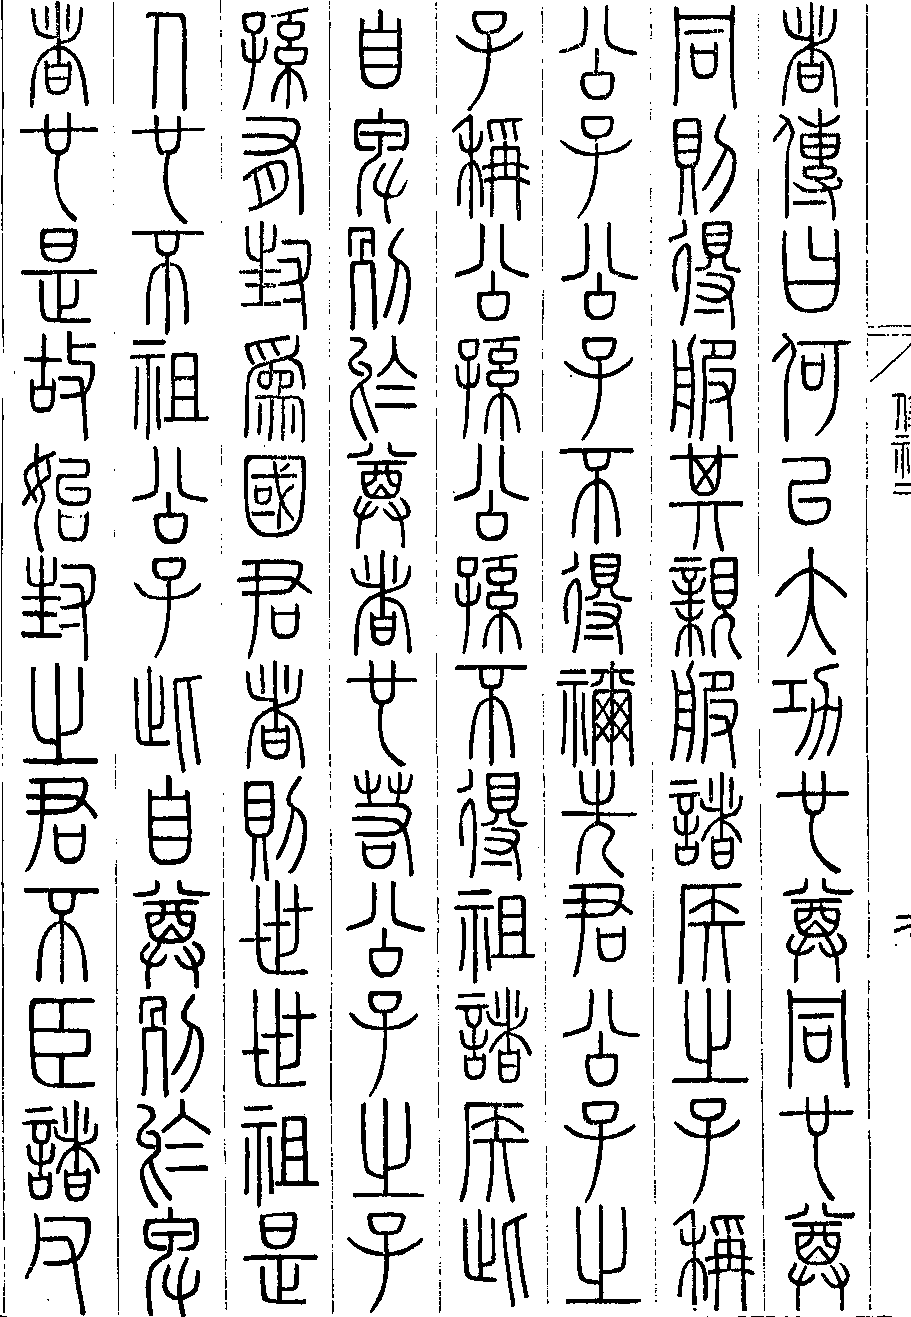 者傳曰何以大功也尊同也尊
同則得服其親服諸侯之子稱
公子公子不得禰先君公子之
子稱公孫公孫不得祖諸侯此
自卑別於尊者也若公子之子
孫有封爲國君者則世世祖是
人也不祖公子此自尊別於卑
者也是故始封之君不臣諸父